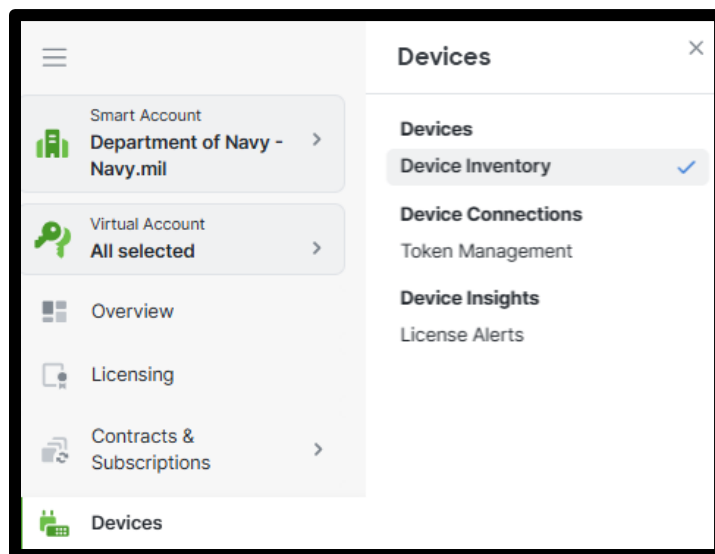 Smart Account
Department of Navy -
Navy.mil
Virtual Account
All selected
Overview
Licensing
Contracts &
Subscriptions
Devices
Devices
Devices
Device Inventory
Device Connections
Token Management
Device Insights
License Alerts